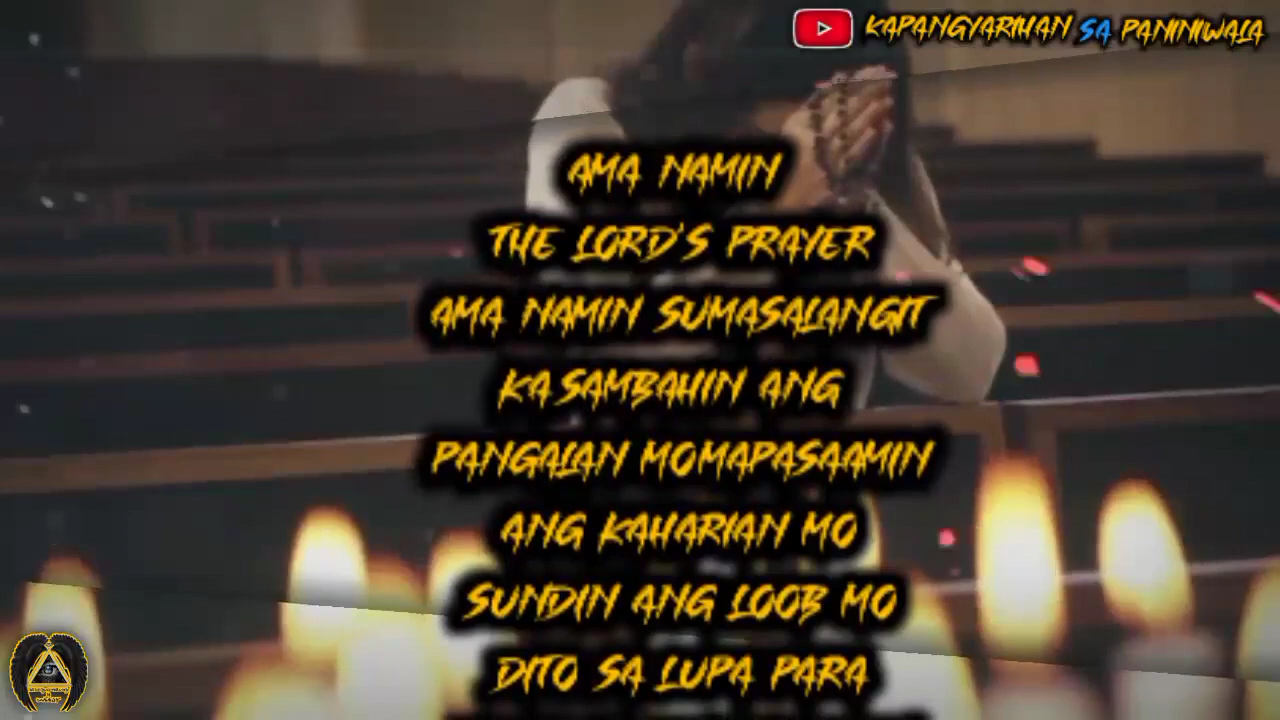 KAPANGYARIHAN SA PANINIWALA
AMA NAMIN
THE LORD'S PRAYER
AMA NAMIN SUMASALANGIT
KA SAMBAHIN ANG
PANGALAN MOMAPASAAMIN
ANG KAHARIAN MO
SUNDIN ANG LOOB MO
DITO SA LUPA PARA